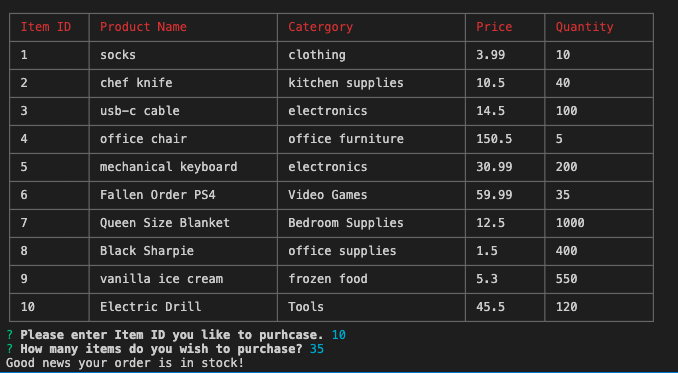 Item ID Product Name Catergory Price Quantity
1 socks clothing 3.99 10
2 chef knife kitchen supplies 10.5 40
3 usb-c cable electronics 14.5 100
4 office chair office furniture 150.5 5
5 mechanical keyboard electronics 30.99 200
6 Fallen Order PS4 Video Games 59.99 35
7 Queen Size Blanket Bedroom Supplies 12.5 1000
8 Black Sharpie office supplies 1.5 400
9 vanilla ice cream frozen food 5.3 550
10 Electric Drill Tools 45.5 120
? Please enter Item ID you like to purhcase. 10
? How many items do you wish to purchase? 35
Good news your order is in stock!